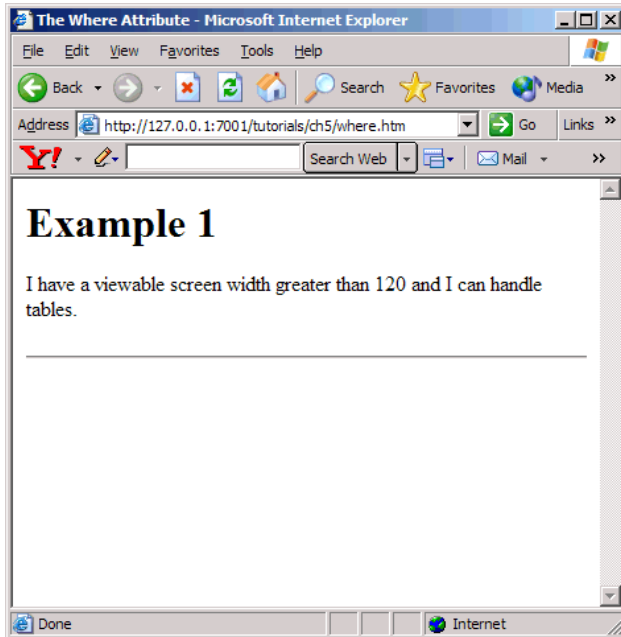 The Where Attribute - Microsoft Internet Explorer
File Edit View Favorites Tools Help
Back Search Favorites Media »
Address http://127.0.0.1:7001/tutorials/ch5/where.htm Go Links »
Y! Search Web Mail »
Example 1
I have a viewable screen width greater than 120 and I can handle
tables.
Done Internet